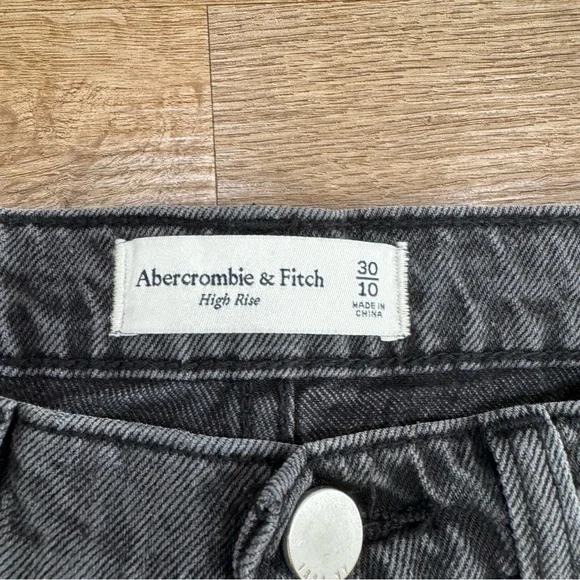 Abercrombie & Fitch
High Rise
30
10
MADE IN
CHINA